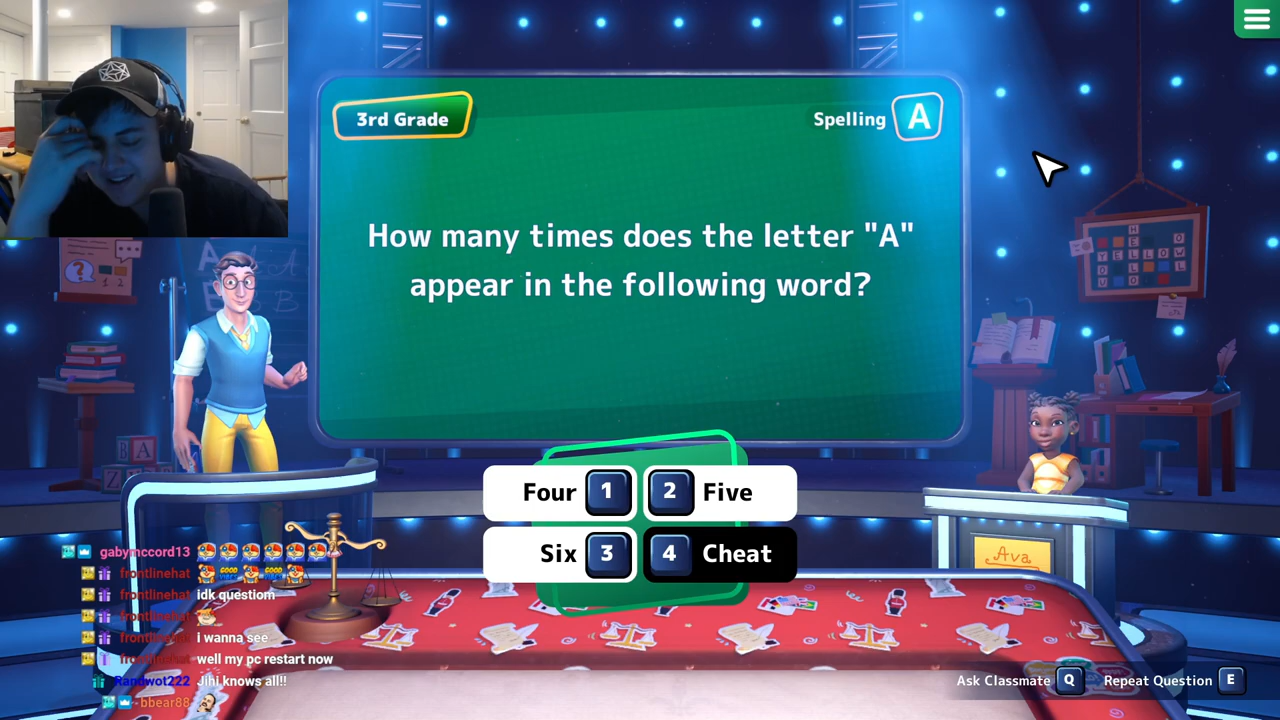 3rd Grade
Spelling A
How many times does the letter "A"
appear in the following word?
Four 1
2 Five
Six 3
4 Cheat
Ava
gabymccord13
frontlinehat
frontlinehat idk questiom
frontlinehat
frontlinehat i wanna see
frontlinehat well my pc restart now
Randwot222 Jihi knows all!!
bbear88
Ask Classmate Q
Repeat Question E